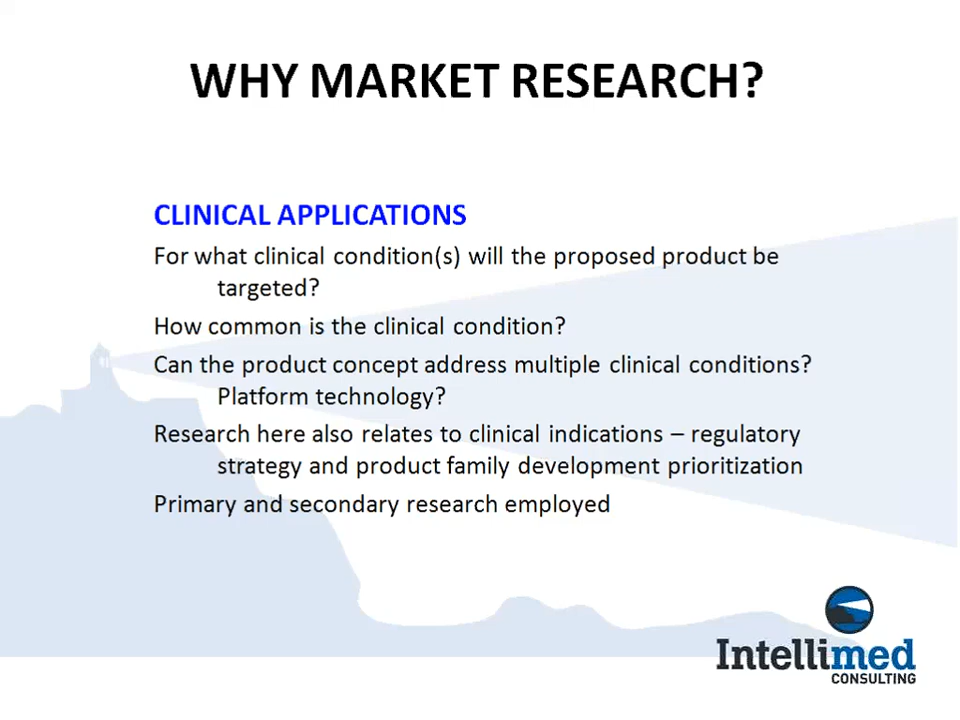 WHY MARKET RESEARCH?
CLINICAL APPLICATIONS
For what clinical condition(s) will the proposed product be
targeted?
How common is the clinical condition?
Can the product concept address multiple clinical conditions?
Platform technology?
Research here also relates to clinical indications – regulatory
strategy and product family development prioritization
Primary and secondary research employed
Intellimed
CONSULTING